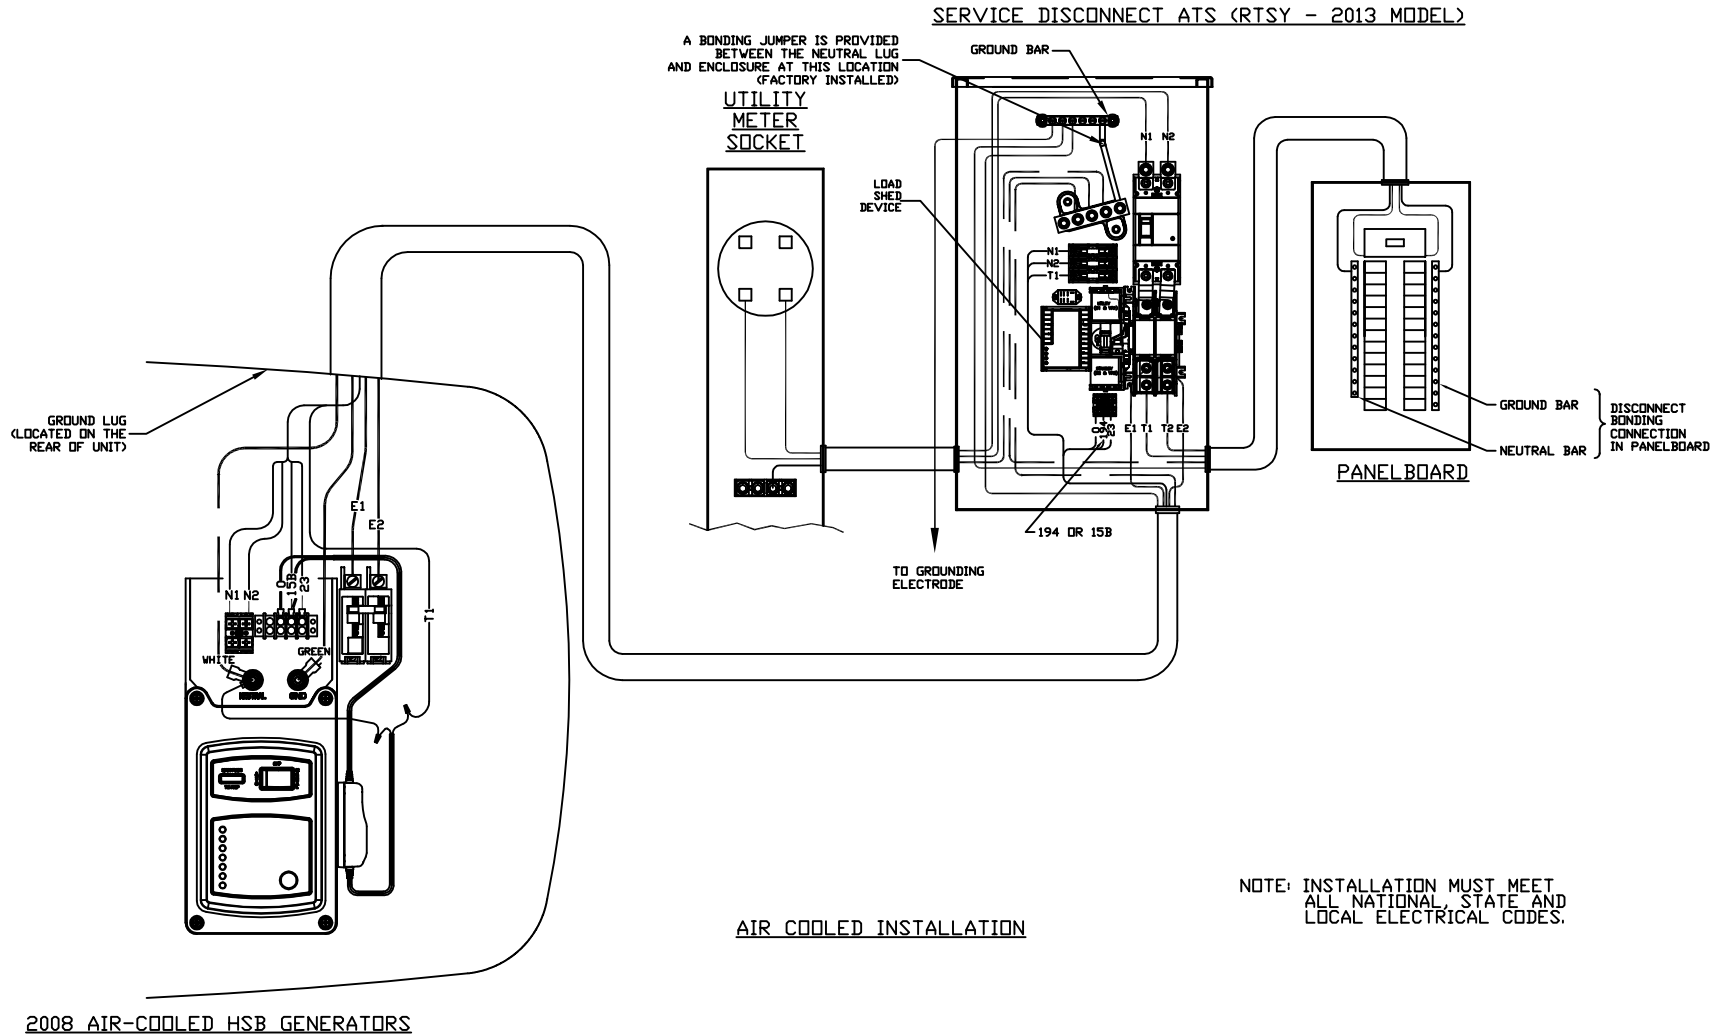 SERVICE DISCONNECT ATS (RTSY - 2013 MODEL)
A BONDING JUMPER IS PROVIDED
BETWEEN THE NEUTRAL LUG
AND ENCLOSURE AT THIS LOCATION
(FACTORY INSTALLED)
GROUND BAR
UTILITY
METER
SOCKET
N1 N2
LOAD
SHED
DEVICE
N1
N2
T1
GROUND LUG
(LOCATED ON THE
REAR OF UNIT)
GROUND BAR
NEUTRAL BAR
DISCONNECT
BONDING
CONNECTION
IN PANELBOARD
PANELBOARD
0
194
23
E1 T1 T2 E2
194 OR 15B
E1
E2
TO GROUNDING
ELECTRODE
N1 N2
0
15B
23
T1
WHITE
GREEN
NEUTRAL
GND
NOTE: INSTALLATION MUST MEET
ALL NATIONAL, STATE AND
LOCAL ELECTRICAL CODES.
AIR COOLED INSTALLATION
2008 AIR-COOLED HSB GENERATORS